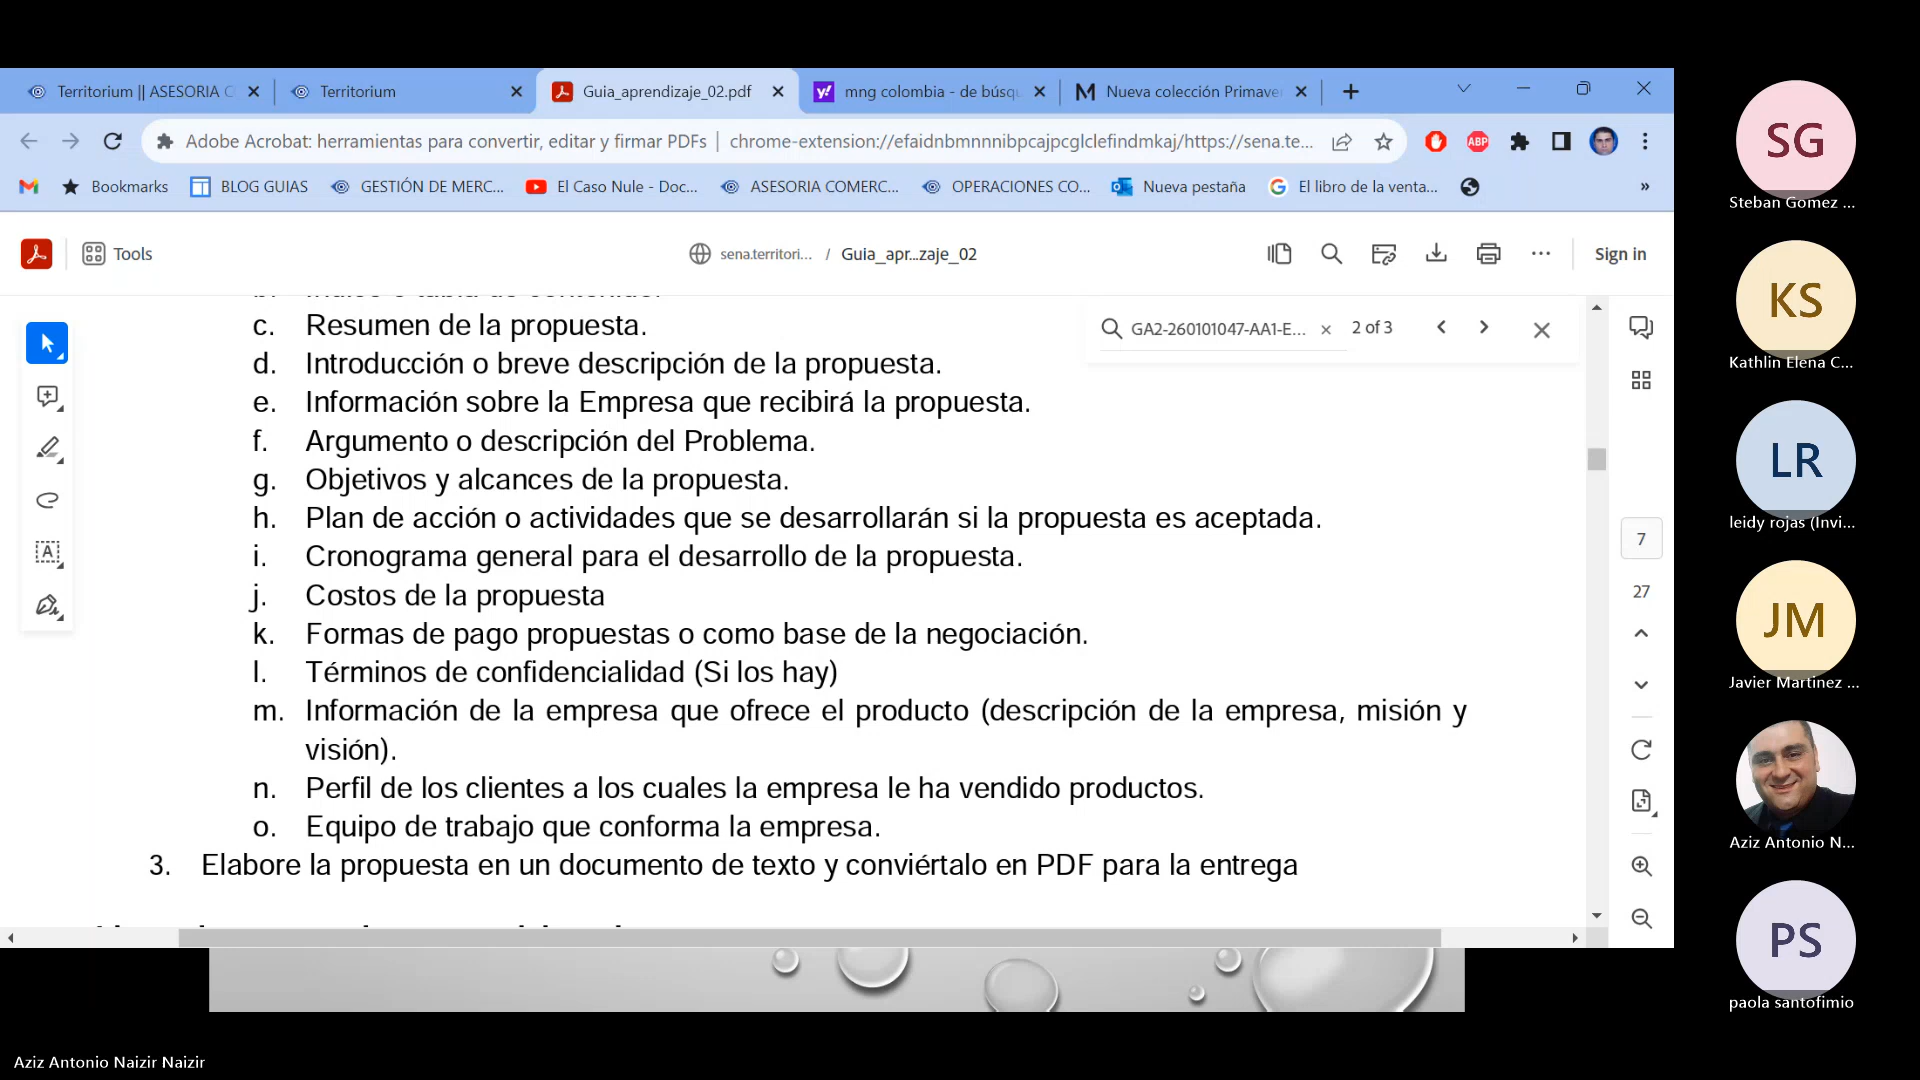 Territorium || ASESORIA C
Territorium
Guia_aprendizaje_02.pdf
mng colombia - de búsqu
Nueva colección Primaver
Adobe Acrobat: herramientas para convertir, editar y firmar PDFs | chrome-extension://efaidnbmnnnibpcajpcglclefindmkaj/https://sena.te...
ABP
Bookmarks
BLOG GUIAS
GESTIÓN DE MERC...
El Caso Nule - Doc...
ASESORIA COMERC...
OPERACIONES CO...
Nueva pestaña
El libro de la venta...
»
Tools
sena.territori... / Guia_apr...zaje_02
Sign in
GA2-260101047-AA1-E...
2 of 3
c. Resumen de la propuesta.
d. Introducción o breve descripción de la propuesta.
e. Información sobre la Empresa que recibirá la propuesta.
f. Argumento o descripción del Problema.
g. Objetivos y alcances de la propuesta.
h. Plan de acción o actividades que se desarrollarán si la propuesta es aceptada.
i. Cronograma general para el desarrollo de la propuesta.
j. Costos de la propuesta
k. Formas de pago propuestas o como base de la negociación.
l. Términos de confidencialidad (Si los hay)
m. Información de la empresa que ofrece el producto (descripción de la empresa, misión y
visión).
n. Perfil de los clientes a los cuales la empresa le ha vendido productos.
o. Equipo de trabajo que conforma la empresa.
3. Elabore la propuesta en un documento de texto y conviértalo en PDF para la entrega
7
27
SG
Steban Gomez ...
KS
Kathlin Elena C...
LR
leidy rojas (Invi...
JM
Javier Martinez ...
Aziz Antonio N...
PS
paola santofimio
Aziz Antonio Naizir Naizir